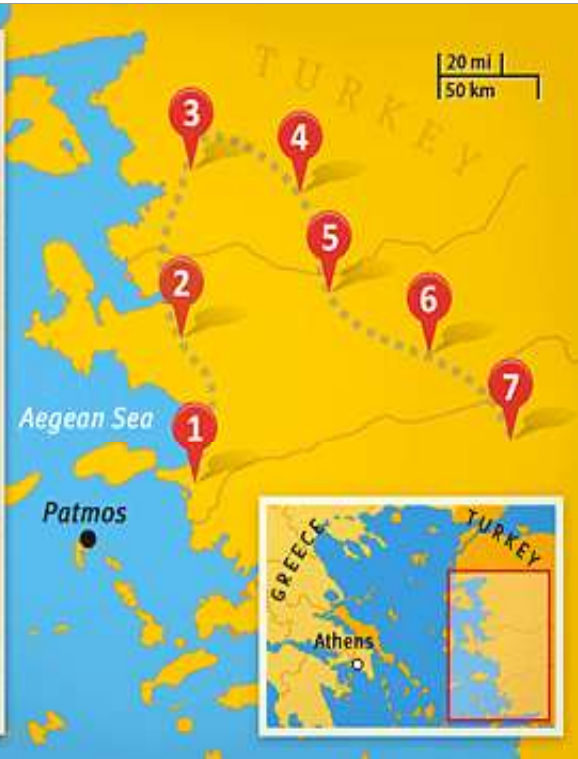 TURKEY
20 mi
50 km
3
4
5
2
6
7
Aegean Sea
1
Patmos
GREECE
TURKEY
Athens